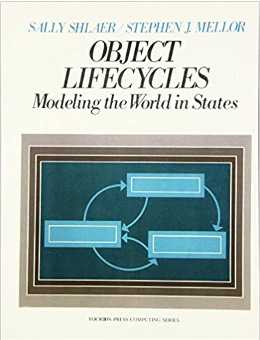 SALLY SHLAER/STEPHEN J. MELLOR
OBJECT
LIFECYCLES
Modeling the World in States
YOURDON PRESS COMPUTING SERIES